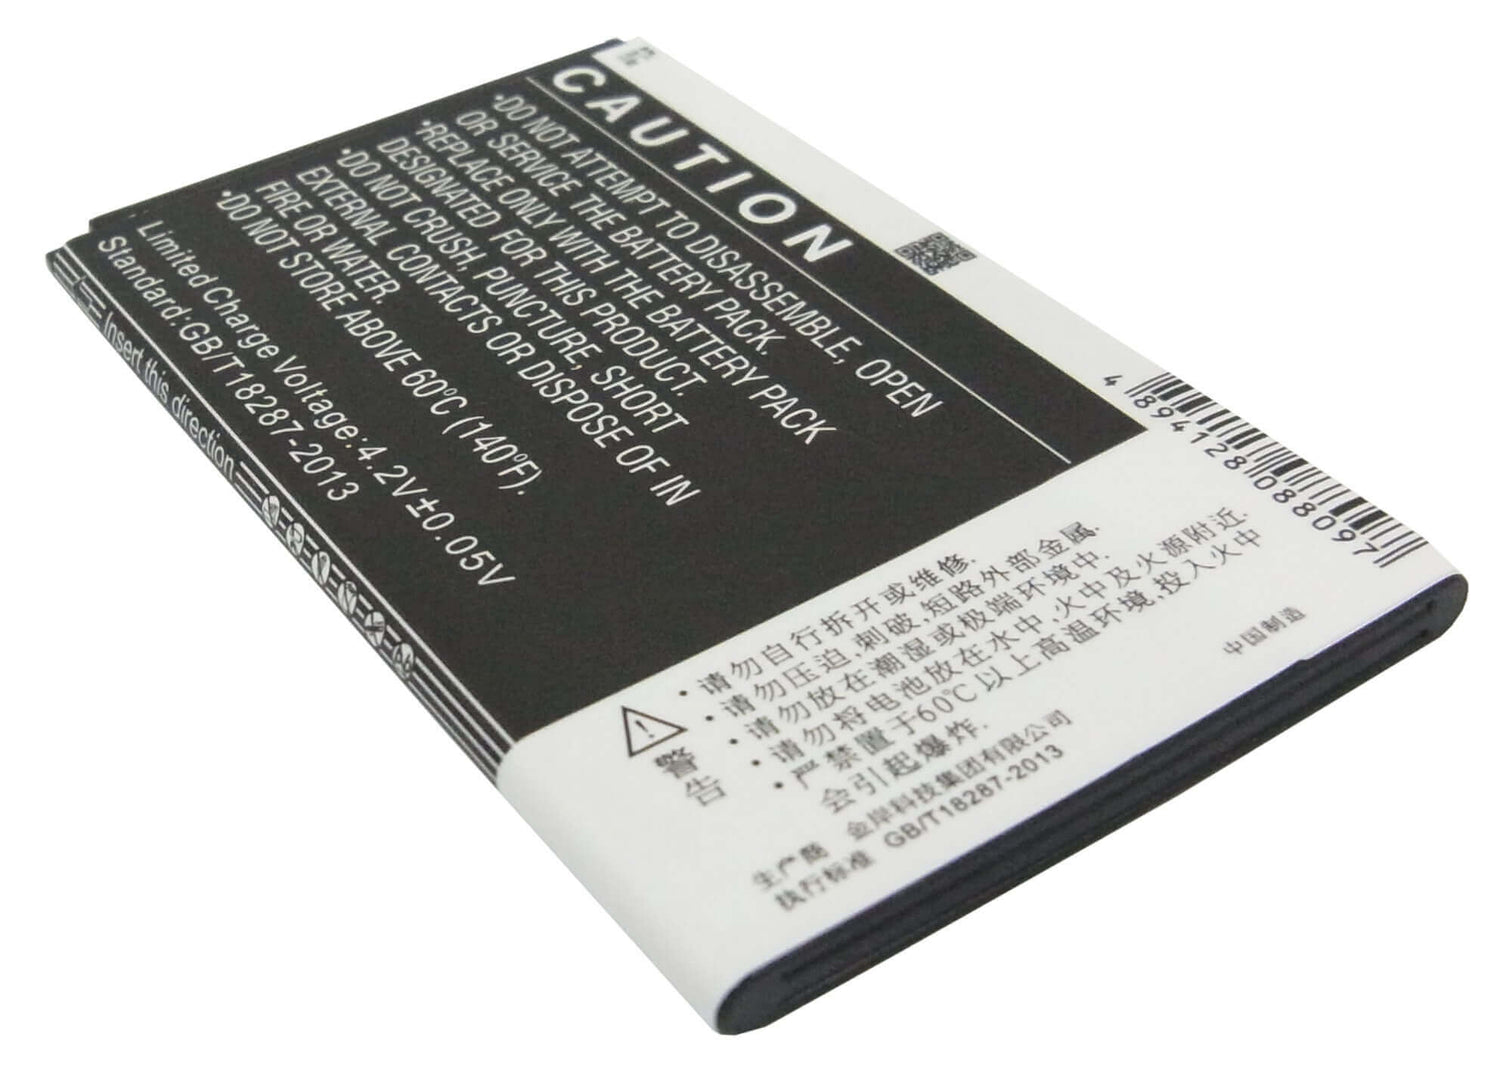 CAUTION
•DO NOT ATTEMPT TO DISASSEMBLE, OPEN
OR SERVICE THE BATTERY PACK.
•REPLACE ONLY WITH THE BATTERY PACK
DESIGNATED FOR THIS PRODUCT.
•DO NOT CRUSH, PUNCTURE, SHORT
EXTERNAL CONTACTS OR DISPOSE OF IN
FIRE OR WATER.
•DO NOT STORE ABOVE 60℃ (140℉).
Limited Charge Voltage:4.2V±0.05V
Standard:GB/T18287-2013
Insert this direction
4 894128 088097
警告
•请勿自行拆开或维修.
•请勿压迫,刺破,短路外部金属.
•请勿放在潮湿或极端环境中.
•请勿将电池放在水中,火中及火源附近.
•严禁置于60℃以上高温环境,投入火中
会引起爆炸.
生产商 金岸科技集团有限公司
执行标准 GB/T18287-2013
中国制造